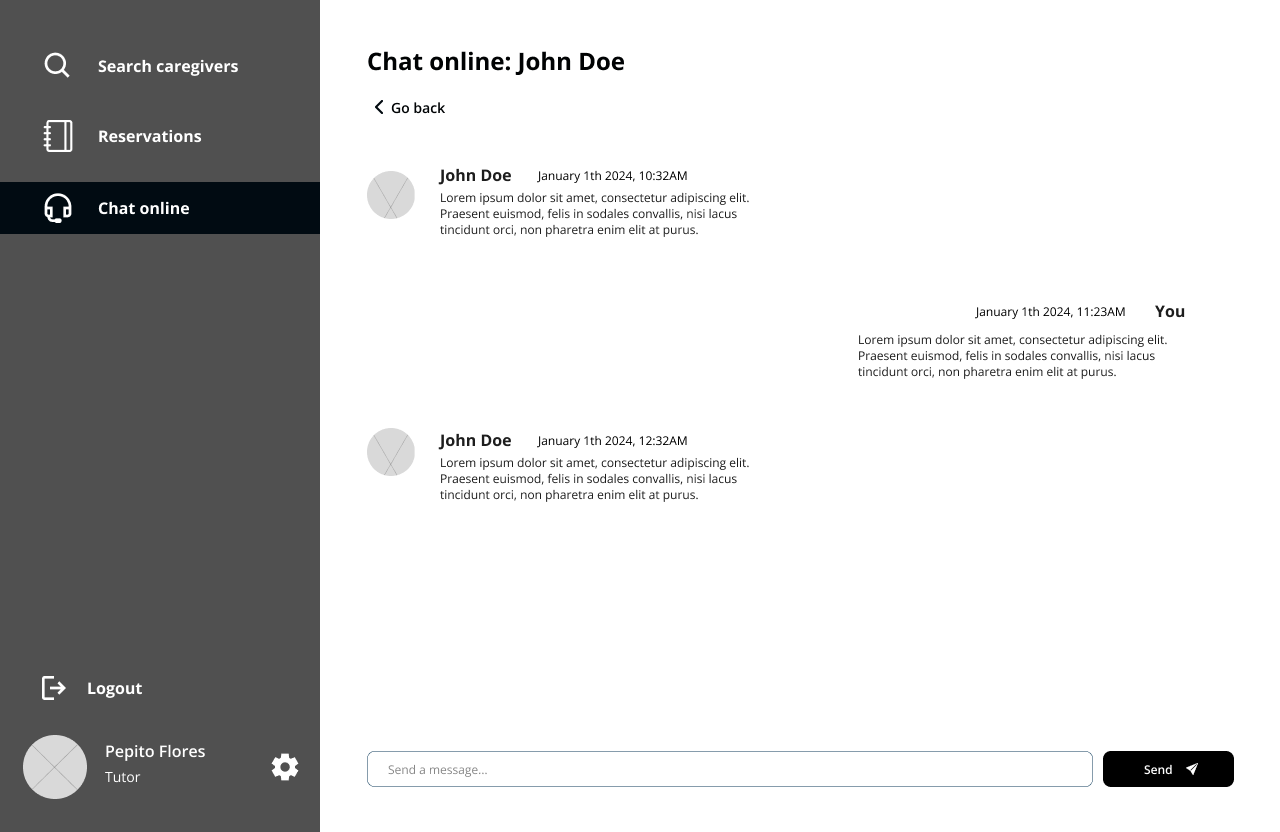 Search caregivers
Reservations
Chat online
Logout
Pepito Flores
Tutor
Chat online: John Doe
Go back
John Doe January 1th 2024, 10:32AM
Lorem ipsum dolor sit amet, consectetur adipiscing elit.
Praesent euismod, felis in sodales convallis, nisi lacus
tincidunt orci, non pharetra enim elit at purus.
January 1th 2024, 11:23AM You
Lorem ipsum dolor sit amet, consectetur adipiscing elit.
Praesent euismod, felis in sodales convallis, nisi lacus
tincidunt orci, non pharetra enim elit at purus.
John Doe January 1th 2024, 12:32AM
Lorem ipsum dolor sit amet, consectetur adipiscing elit.
Praesent euismod, felis in sodales convallis, nisi lacus
tincidunt orci, non pharetra enim elit at purus.
Send a message...
Send